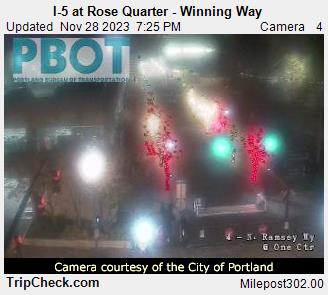 I-5 at Rose Quarter - Winning Way
Updated Nov 28 2023 7:25 PM Camera 4
PBOT
PORTLAND BUREAU OF TRANSPORTATION
4 - N. Ramsey Wy
@ One Ctr
Camera courtesy of the City of Portland
TripCheck.com Milepost302.00